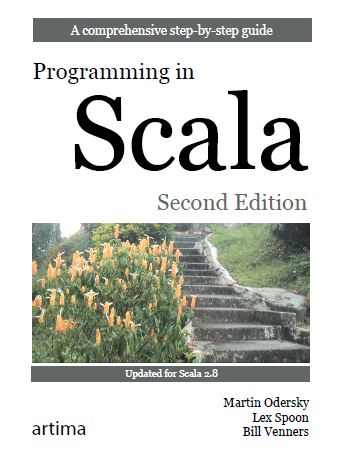 A comprehensive step-by-step guide
Programming in
Scala
Second Edition
Updated for Scala 2.8
Martin Odersky
Lex Spoon
Bill Venners
artima